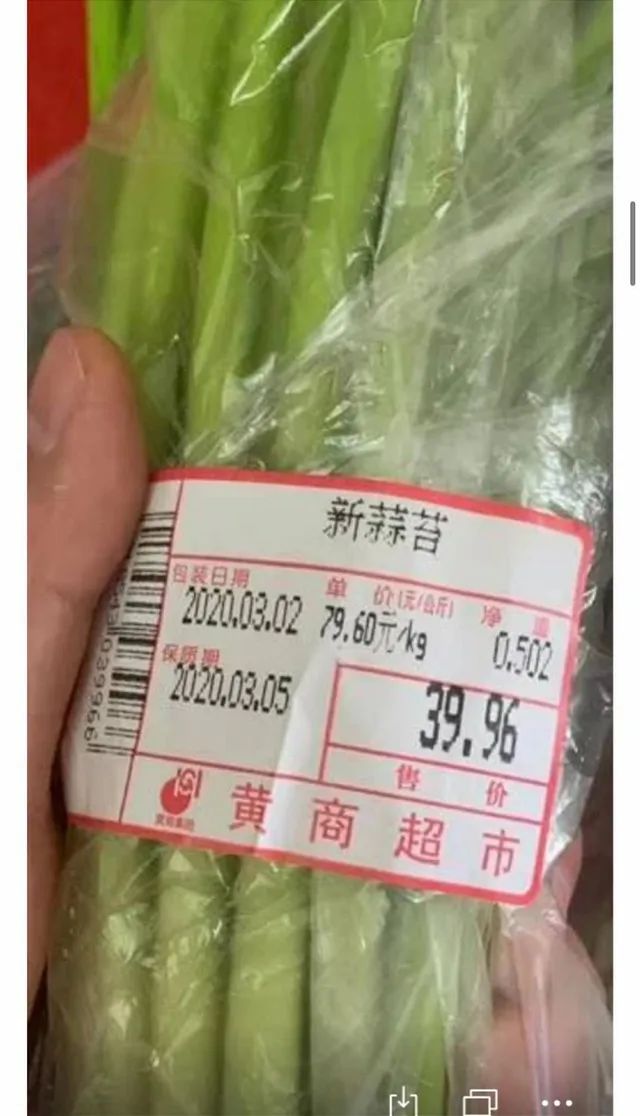 新蒜苔
包装日期 单 价(元/公斤) 净 重
2020.03.02 79.60元/kg 0.502
保质期
2020.03.05
39.96
售 价
黄商超市